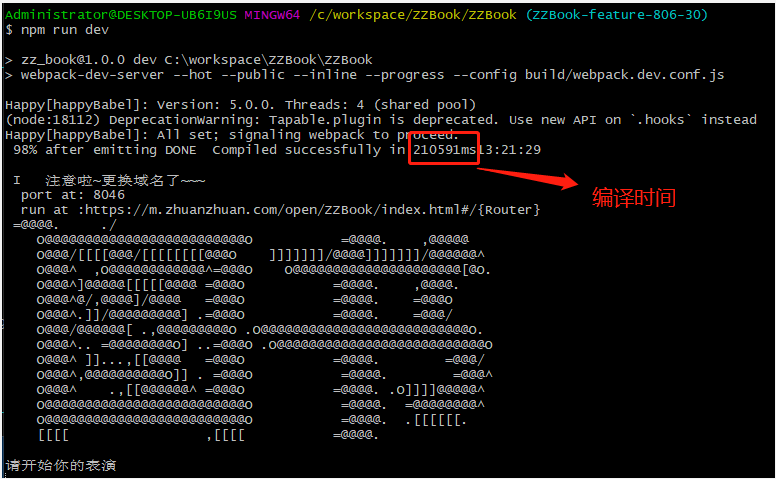 Administrator@DESKTOP-UB6I9US MINGW64 /c/workspace/ZZBook/ZZBook (ZZBook-feature-806-30)
$ npm run dev
> zz_book@1.0.0 dev C:\workspace\ZZBook\ZZBook
> webpack-dev-server --hot --public --inline --progress --config build/webpack.dev.conf.js
Happy[happyBabel]: Version: 5.0.0. Threads: 4 (shared pool)
(node:18112) DeprecationWarning: Tapable.plugin is deprecated. Use new API on `.hooks` instead
Happy[happyBabel]: All set; signaling webpack to proceed.
98% after emitting DONE  Compiled successfully in 210591ms13:21:29
编译时间
I   注意啦~更换域名了~~~
port at: 8046
run at :https://m.zhuanzhuan.com/open/ZZBook/index.html#/{Router}
请开始你的表演